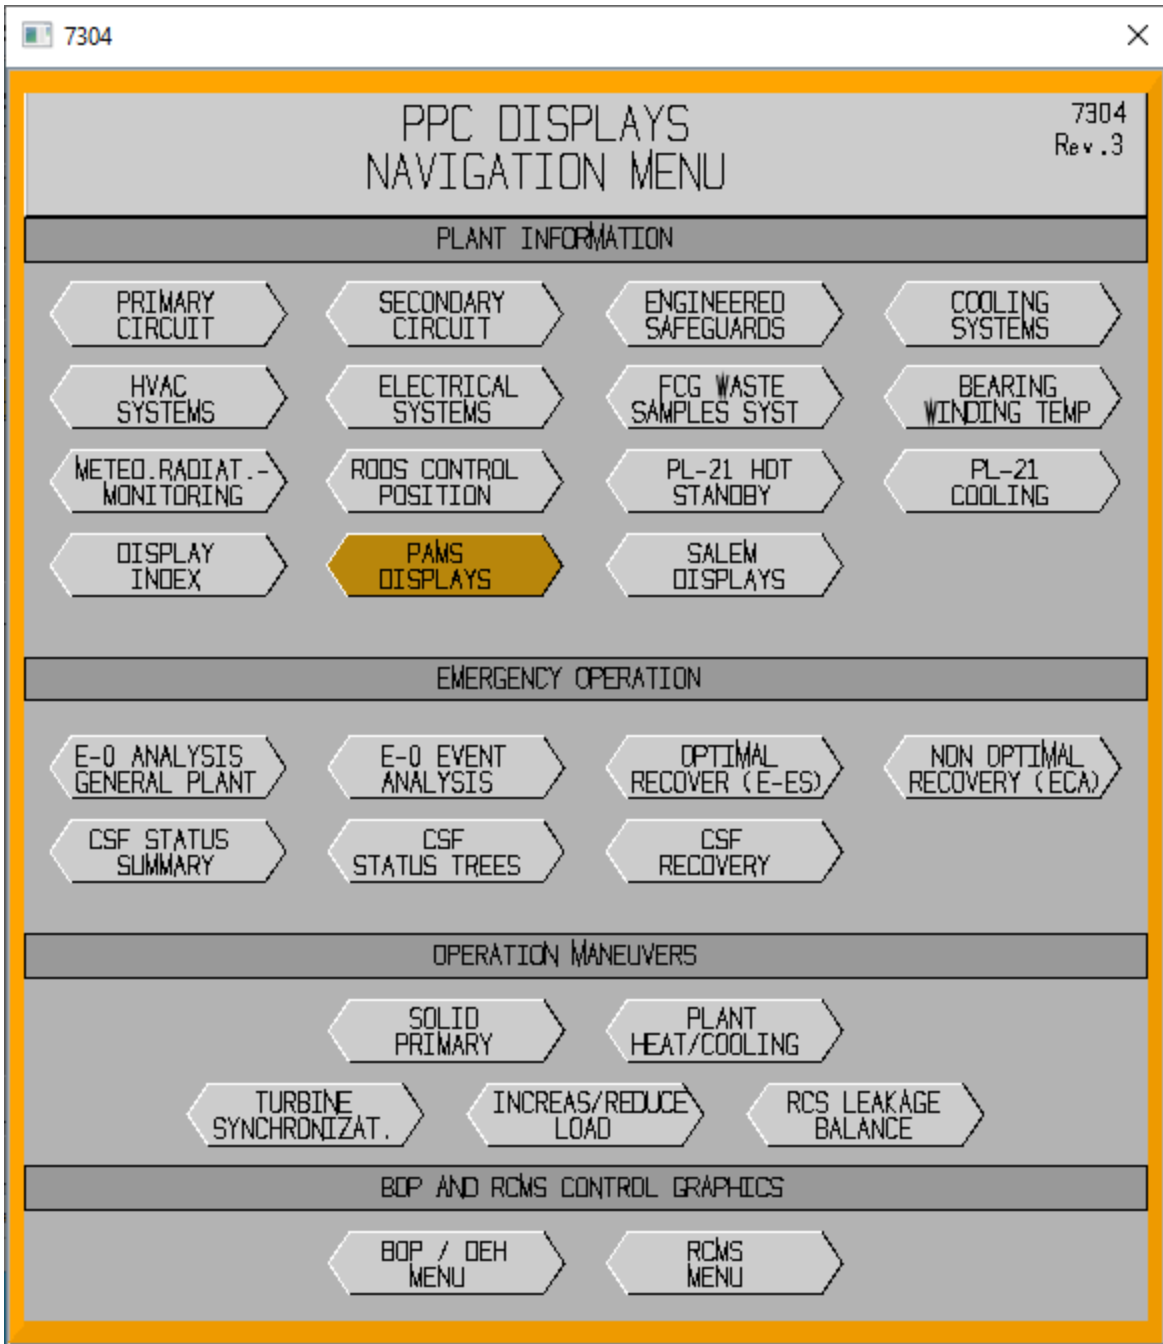 7304
PPC DISPLAYS
NAVIGATION MENU
7304
Rev.3
PLANT INFORMATION
PRIMARY
CIRCUIT
SECONDARY
CIRCUIT
ENGINEERED
SAFEGUARDS
COOLING
SYSTEMS
HVAC
SYSTEMS
ELECTRICAL
SYSTEMS
FCG WASTE
SAMPLES SYST
BEARING
WINDING TEMP
METEO.RADIAT.-
MONITORING
RODS CONTROL
POSITION
PL-21 HOT
STANDBY
PL-21
COOLING
DISPLAY
INDEX
PAMS
DISPLAYS
SALEM
DISPLAYS
EMERGENCY OPERATION
E-0 ANALYSIS
GENERAL PLANT
E-0 EVENT
ANALYSIS
OPTIMAL
RECOVER (E-ES)
NON OPTIMAL
RECOVERY (ECA)
CSF STATUS
SUMMARY
CSF
STATUS TREES
CSF
RECOVERY
OPERATION MANEUVERS
SOLID
PRIMARY
PLANT
HEAT/COOLING
TURBINE
SYNCHRONIZAT.
INCREAS/REDUCE
LOAD
RCS LEAKAGE
BALANCE
BOP AND RCMS CONTROL GRAPHICS
BOP / DEH
MENU
RCMS
MENU